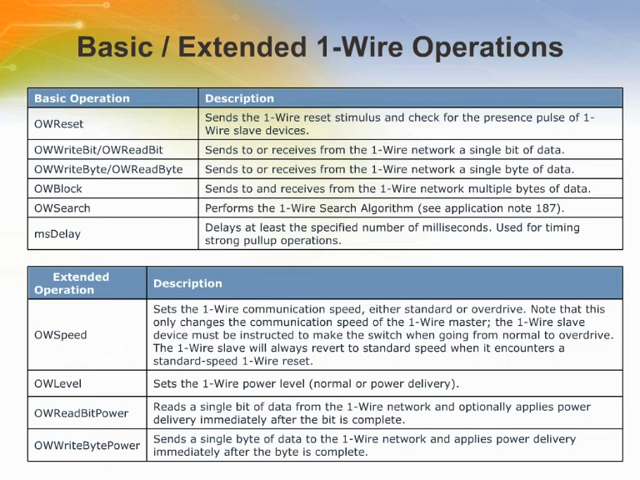 Basic / Extended 1-Wire Operations
Basic Operation Description
OWReset Sends the 1-Wire reset stimulus and check for the presence pulse of 1-
Wire slave devices.
OWWriteBit/OWReadBit Sends to or receives from the 1-Wire network a single bit of data.
OWWriteByte/OWReadByte Sends to or receives from the 1-Wire network a single byte of data.
OWBlock Sends to and receives from the 1-Wire network multiple bytes of data.
OWSearch Performs the 1-Wire Search Algorithm (see application note 187).
msDelay Delays at least the specified number of milliseconds. Used for timing
strong pullup operations.
Extended
Operation Description
OWSpeed Sets the 1-Wire communication speed, either standard or overdrive. Note that this
only changes the communication speed of the 1-Wire master; the 1-Wire slave
device must be instructed to make the switch when going from normal to overdrive.
The 1-Wire slave will always revert to standard speed when it encounters a
standard-speed 1-Wire reset.
OWLevel Sets the 1-Wire power level (normal or power delivery).
OWReadBitPower Reads a single bit of data from the 1-Wire network and optionally applies power
delivery immediately after the bit is complete.
OWWriteBytePower Sends a single byte of data to the 1-Wire network and applies power delivery
immediately after the byte is complete.